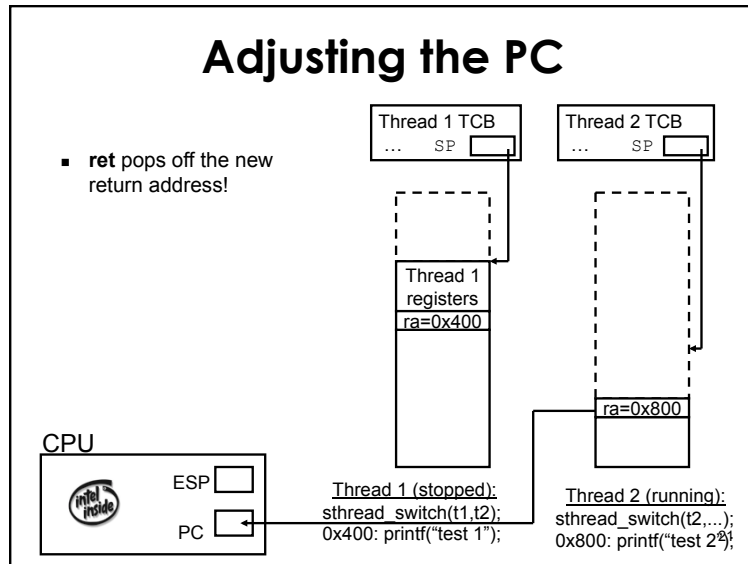 Adjusting the PC
▪ ret pops off the new
return address!
Thread 1 TCB
... SP
Thread 2 TCB
... SP
Thread 1
registers
ra=0x400
ra=0x800
CPU
intel
inside
ESP
PC
Thread 1 (stopped):
sthread_switch(t1,t2);
0x400: printf(“test 1”);
Thread 2 (running):
sthread_switch(t2,...);
0x800: printf(“test 2”);
21